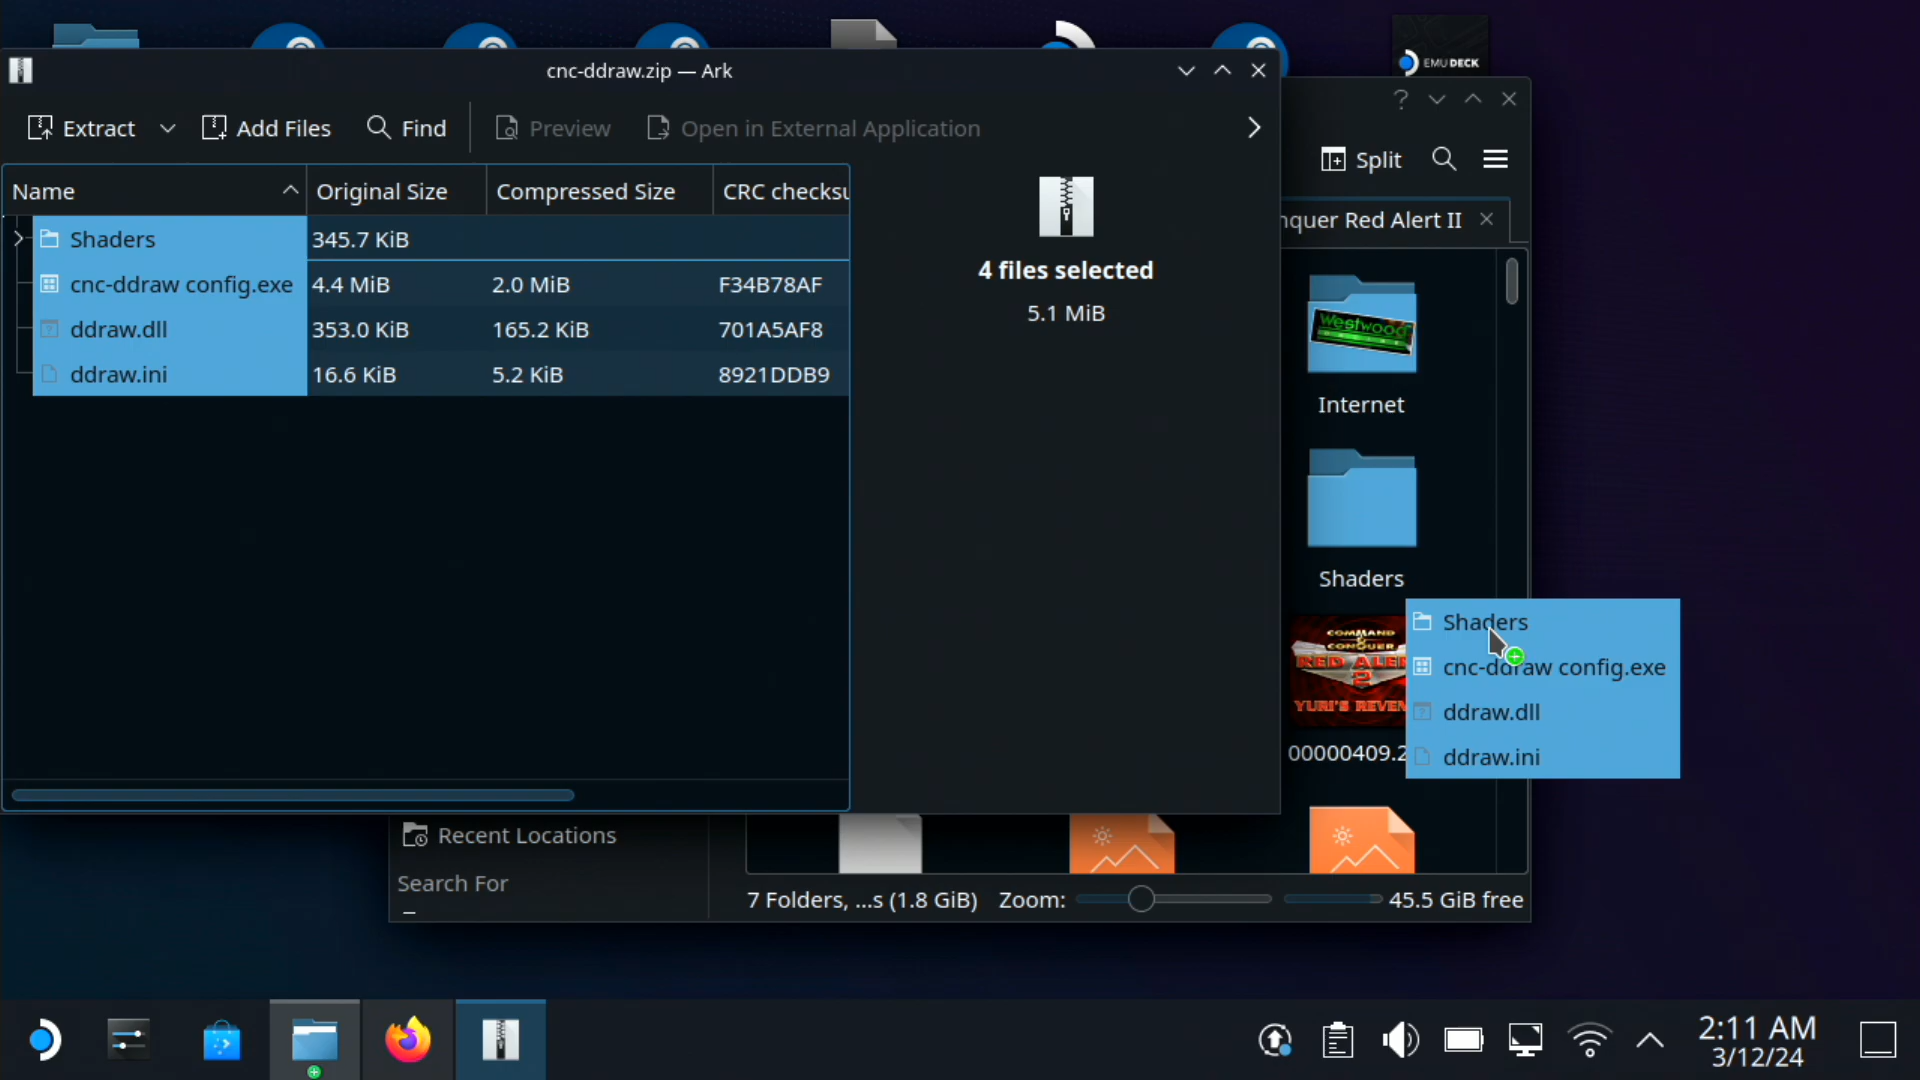 EMUDECK
cnc-ddraw.zip — Ark
Extract
Add Files
Find
Preview
Open in External Application
Split
Name
Original Size
Compressed Size
CRC checksu
nquer Red Alert II
Shaders
345.7 KiB
cnc-ddraw config.exe
4.4 MiB
2.0 MiB
F34B78AF
ddraw.dll
353.0 KiB
165.2 KiB
701A5AF8
ddraw.ini
16.6 KiB
5.2 KiB
8921DDB9
4 files selected
5.1 MiB
Westwood
Internet
Shaders
COMMAND
&
CONQUER
RED ALER
2
YURI'S REVEN
00000409.2
Shaders
cnc-ddraw config.exe
ddraw.dll
ddraw.ini
Recent Locations
Search For
7 Folders, ...s (1.8 GiB)
Zoom:
45.5 GiB free
2:11 AM
3/12/24